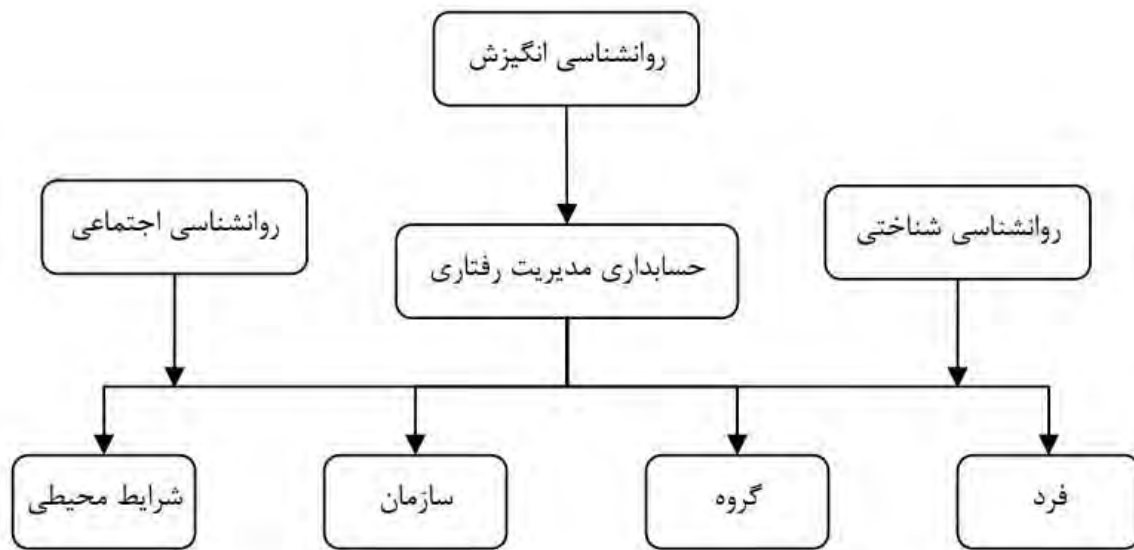 روانشناسی انگیزش
روانشناسی شناختی
روانشناسی اجتماعی
حسابداری مدیریت رفتاری
فرد
گروه
سازمان
شرایط محیطی